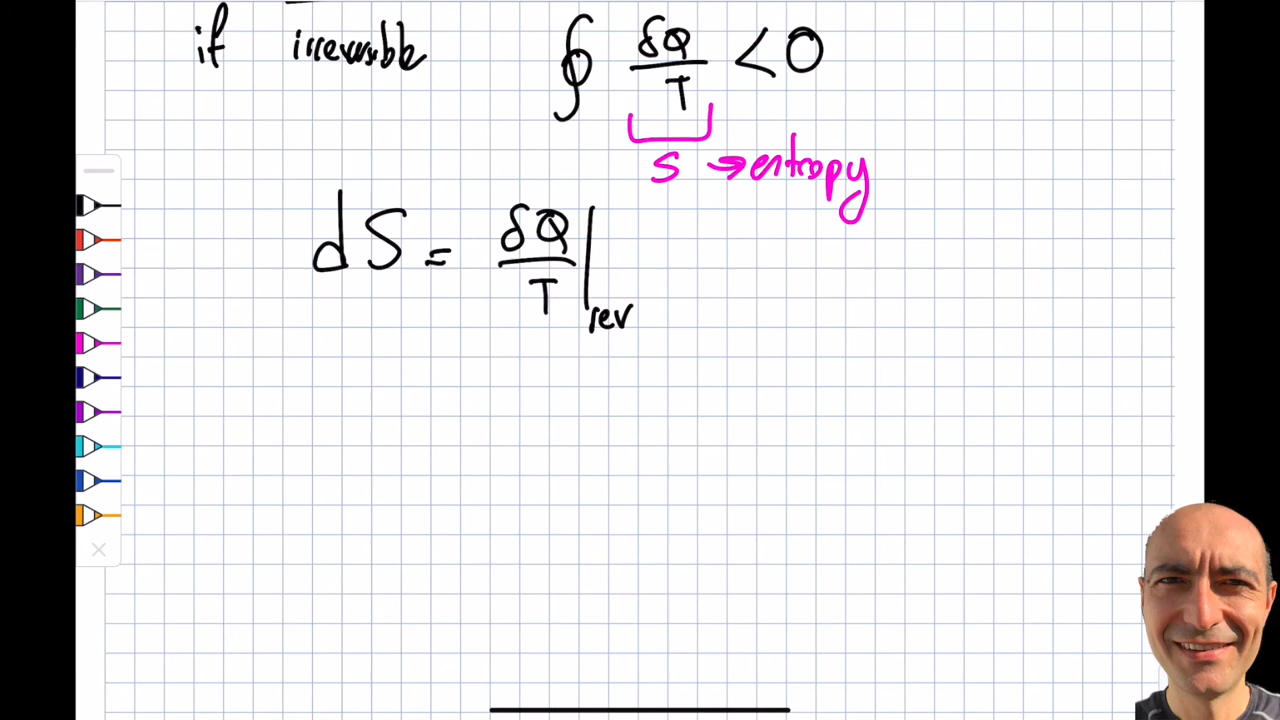 if irreversible ∮ δQ/T < 0
S → entropy
dS = δQ/T |rev